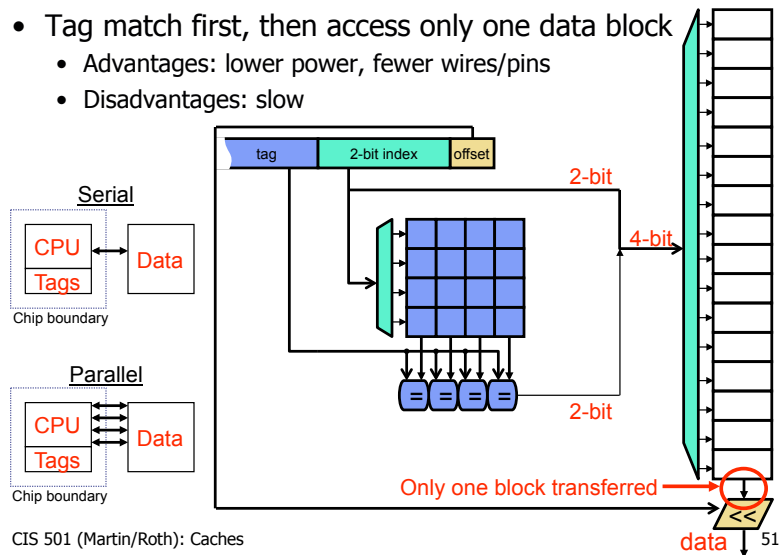 • Tag match first, then access only one data block
• Advantages: lower power, fewer wires/pins
• Disadvantages: slow
tag 2-bit index offset
2-bit
4-bit
Serial
CPU
Tags
Data
Chip boundary
= = = =
2-bit
Parallel
CPU
Tags
Data
Chip boundary
Only one block transferred
<<
data
CIS 501 (Martin/Roth): Caches
51